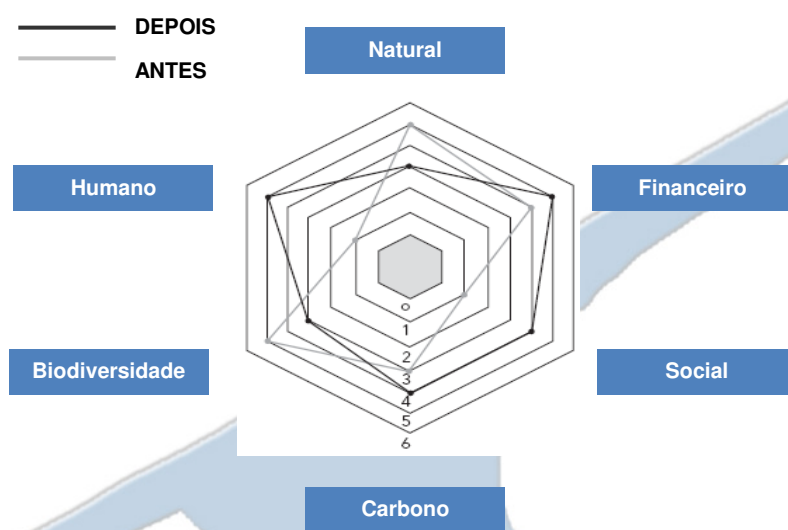 DEPOIS
ANTES
Natural
Humano
Financeiro
0
1
2
3
4
5
6
Biodiversidade
Social
Carbono